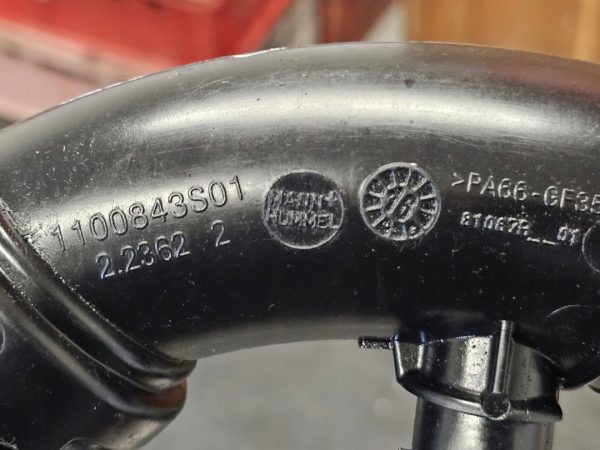 1100843S01
2.2362 2
MANN+
HUMMEL
>PA66-GF35